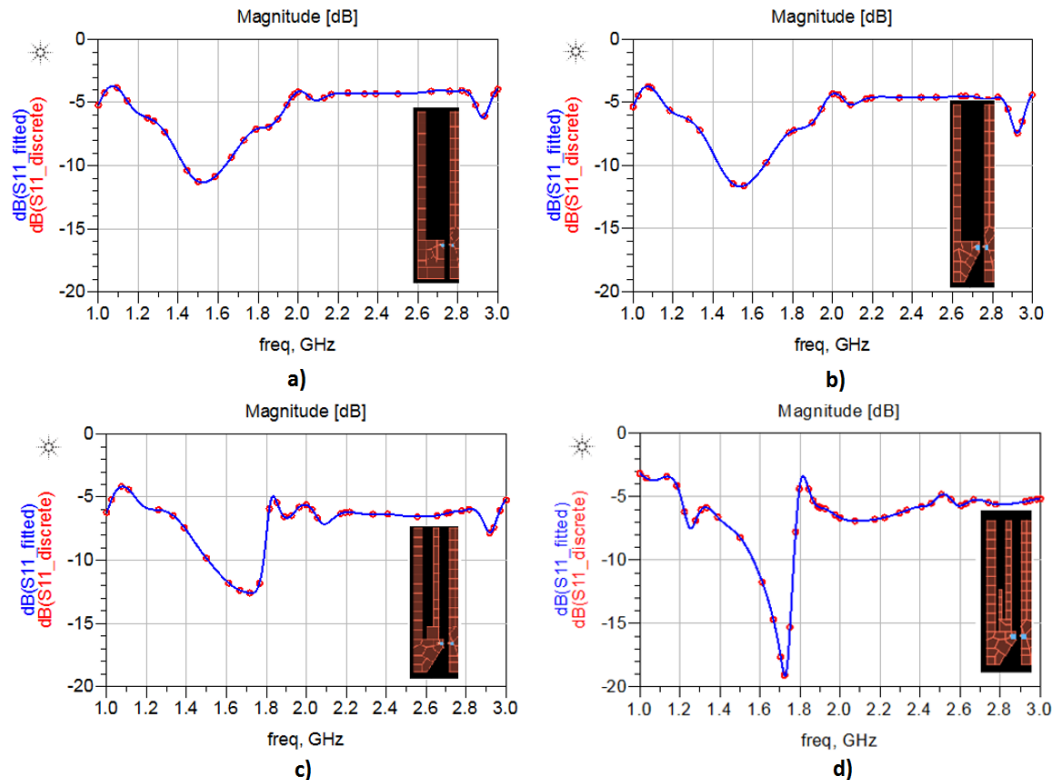 Magnitude [dB]
dB(S11_fitted)
dB(S11_discrete)
0
-5
-10
-15
-20
1.0 1.2 1.4 1.6 1.8 2.0 2.2 2.4 2.6 2.8 3.0
freq, GHz
a)
Magnitude [dB]
dB(S11_fitted)
dB(S11_discrete)
0
-5
-10
-15
-20
1.0 1.2 1.4 1.6 1.8 2.0 2.2 2.4 2.6 2.8 3.0
freq, GHz
b)
Magnitude [dB]
dB(S11_fitted)
dB(S11_discrete)
0
-5
-10
-15
-20
1.0 1.2 1.4 1.6 1.8 2.0 2.2 2.4 2.6 2.8 3.0
freq, GHz
c)
Magnitude [dB]
dB(S11_fitted)
dB(S11_discrete)
0
-5
-10
-15
-20
1.0 1.2 1.4 1.6 1.8 2.0 2.2 2.4 2.6 2.8 3.0
freq, GHz
d)